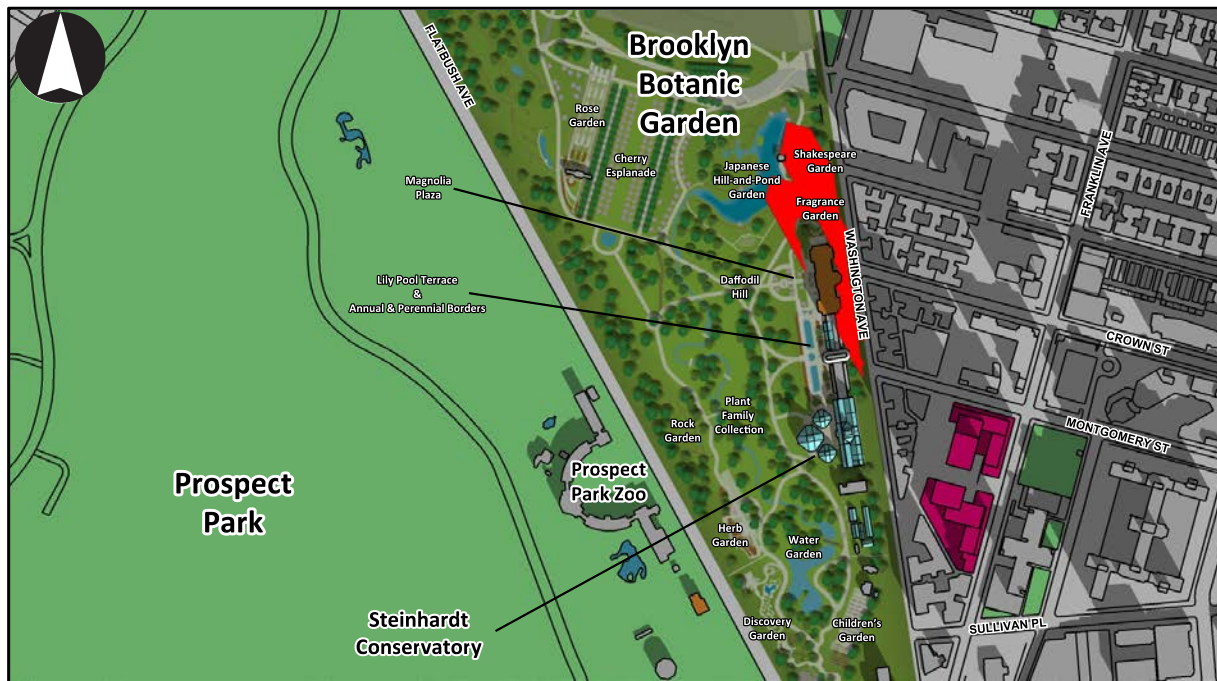 FLATBUSH AVE
Brooklyn
Botanic
Garden
Rose
Garden
Cherry
Esplanade
Japanese
Hill-and-Pond
Garden
Shakespeare
Garden
Fragrance
Garden
FRANKLIN AVE
Magnolia
Plaza
WASHINGTON AVE
Lily Pool Terrace
&
Annual & Perennial Borders
Daffodil
Hill
CROWN ST
Plant
Family
Collection
Rock
Garden
MONTGOMERY ST
Prospect
Park
Prospect
Park Zoo
Herb
Garden
Water
Garden
Steinhardt
Conservatory
Discovery
Garden
Children's
Garden
SULLIVAN PL